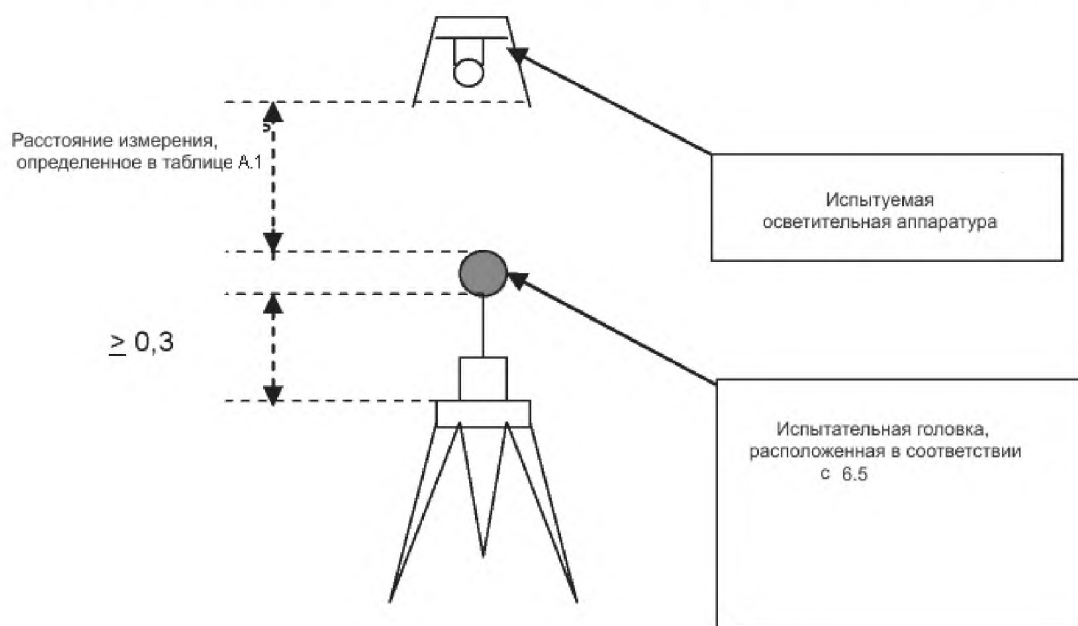 Расстояние измерения,
определенное в таблице А.1
s
Испытуемая
осветительная аппаратура
≥ 0,3
Испытательная головка,
расположенная в соответствии
с 6.5